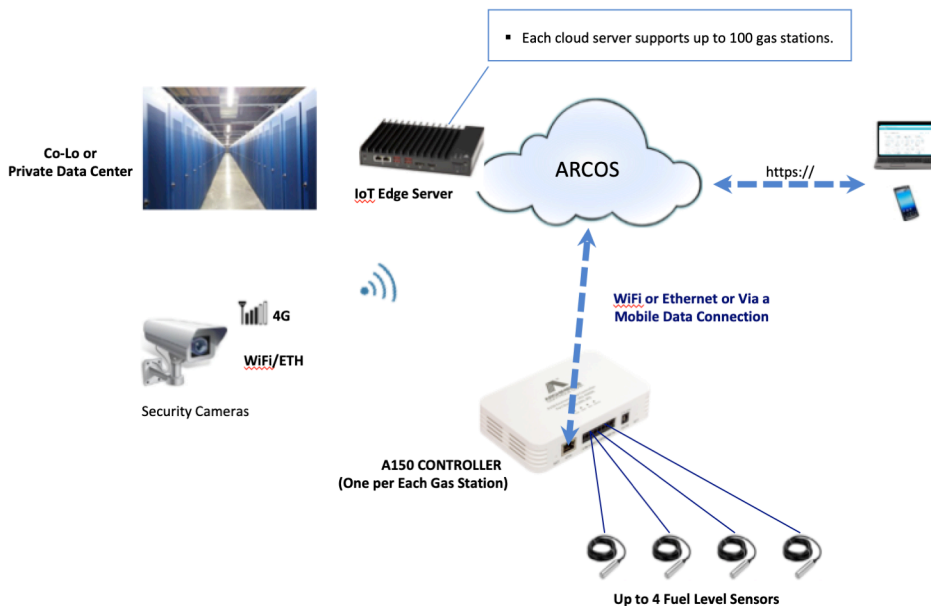 ▪ Each cloud server supports up to 100 gas stations.
Co-Lo or
Private Data Center
IoT Edge Server
ARCOS
https://
WiFi or Ethernet or Via a
Mobile Data Connection
4G
WiFi/ETH
Security Cameras
A150 CONTROLLER
(One per Each Gas Station)
Up to 4 Fuel Level Sensors